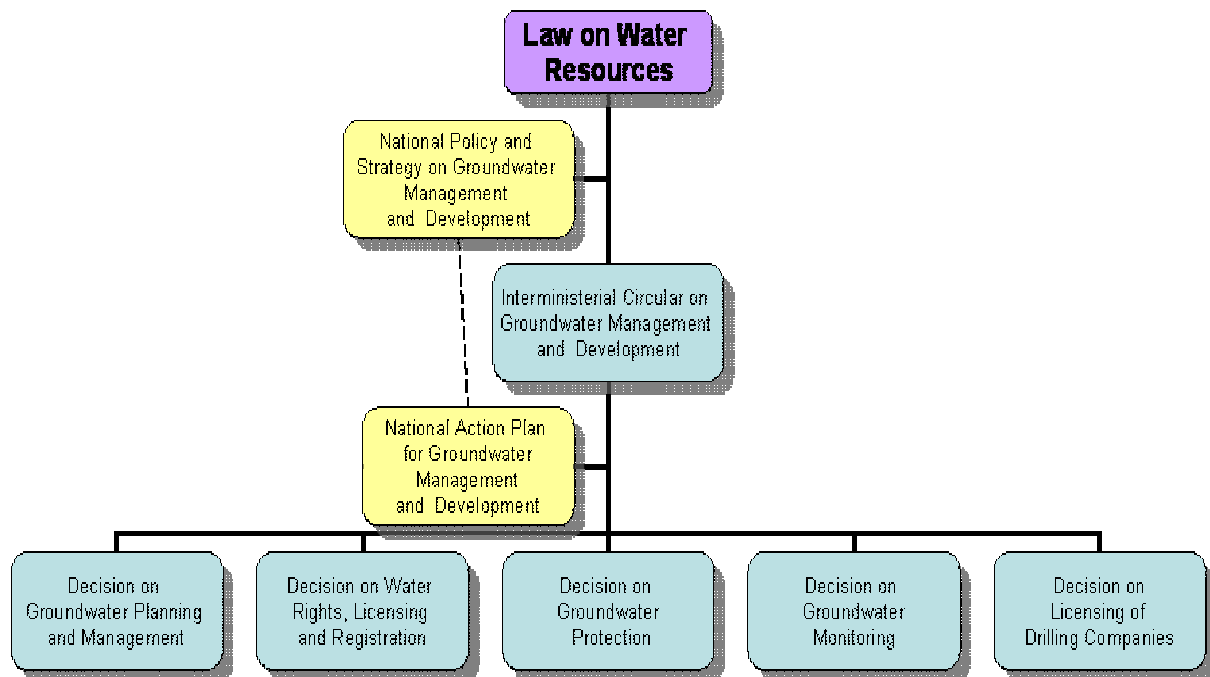 Law on Water
Resources
National Policy and
Strategy on Groundwater
Management
and Development
Interministerial Circular on
Groundwater Management
and Development
National Action Plan
for Groundwater
Management
and Development
Decision on
Groundwater Planning
and Management
Decision on Water
Rights, Licensing
and Registration
Decision on
Groundwater
Protection
Decision on
Groundwater
Monitoring
Decision on
Licensing of
Drilling Companies